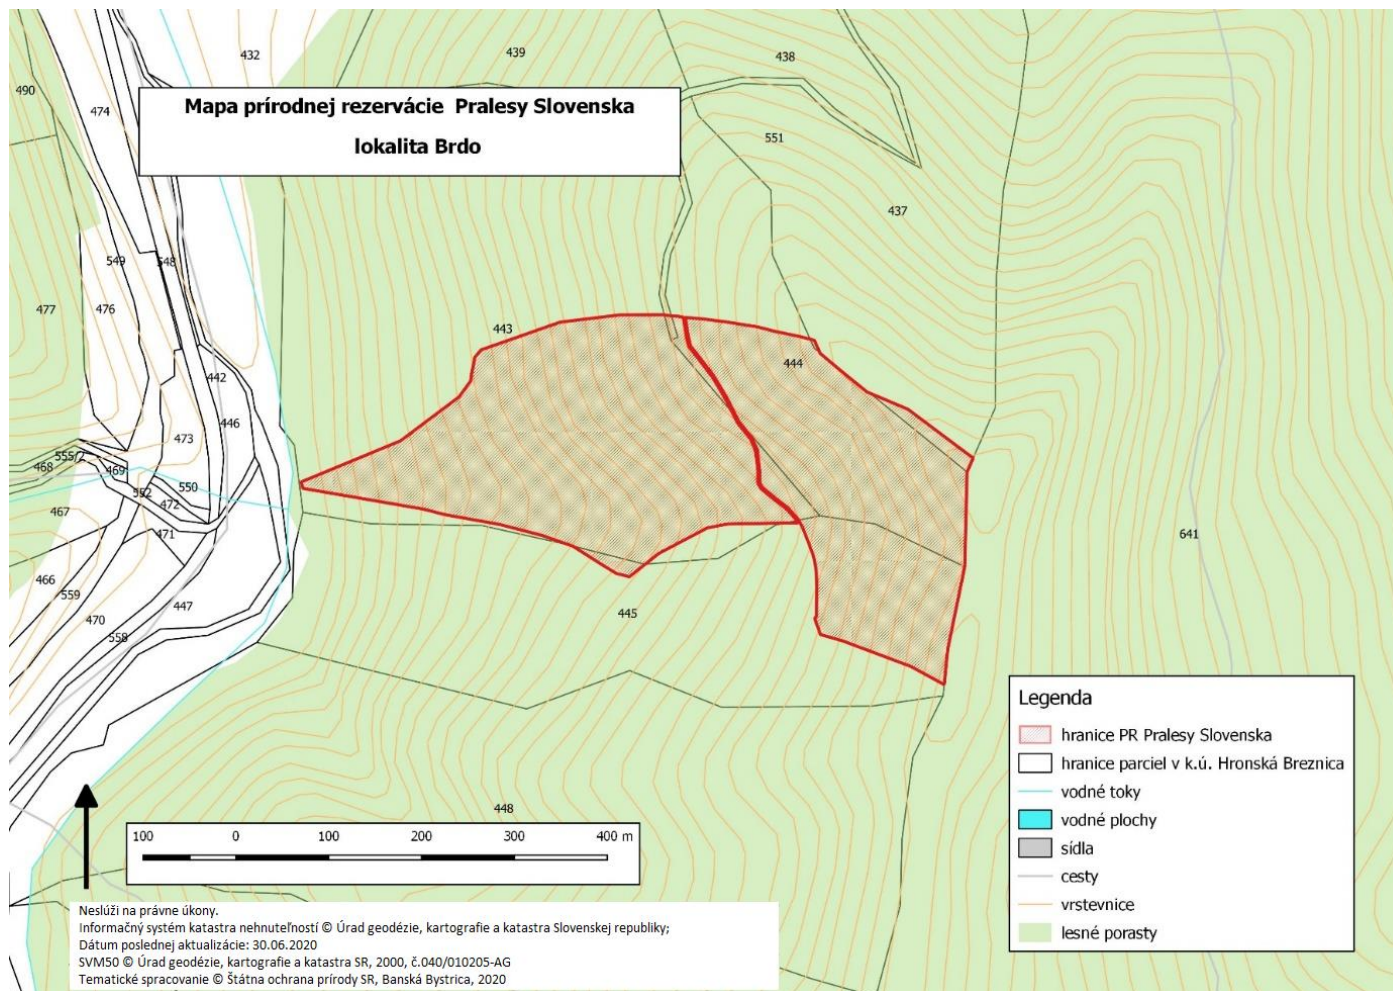 432
439
438
490
474
Mapa prírodnej rezervácie Pralesy Slovenska
lokalita Brdo
551
437
549
548
477
476
443
444
442
446
473
555/2
468
469
550
552
472
467
471
641
466
559
447
470
558
445
448
100 0 100 200 300 400 m
Legenda
hranice PR Pralesy Slovenska
hranice parciel v k.ú. Hronská Breznica
vodné toky
vodné plochy
sídla
cesty
vrstevnice
lesné porasty
Neslúži na právne úkony.
Informačný systém katastra nehnuteľností © Úrad geodézie, kartografie a katastra Slovenskej republiky;
Dátum poslednej aktualizácie: 30.06.2020
SVM50 © Úrad geodézie, kartografie a katastra SR, 2000, č.040/010205-AG
Tematické spracovanie © Štátna ochrana prírody SR, Banská Bystrica, 2020